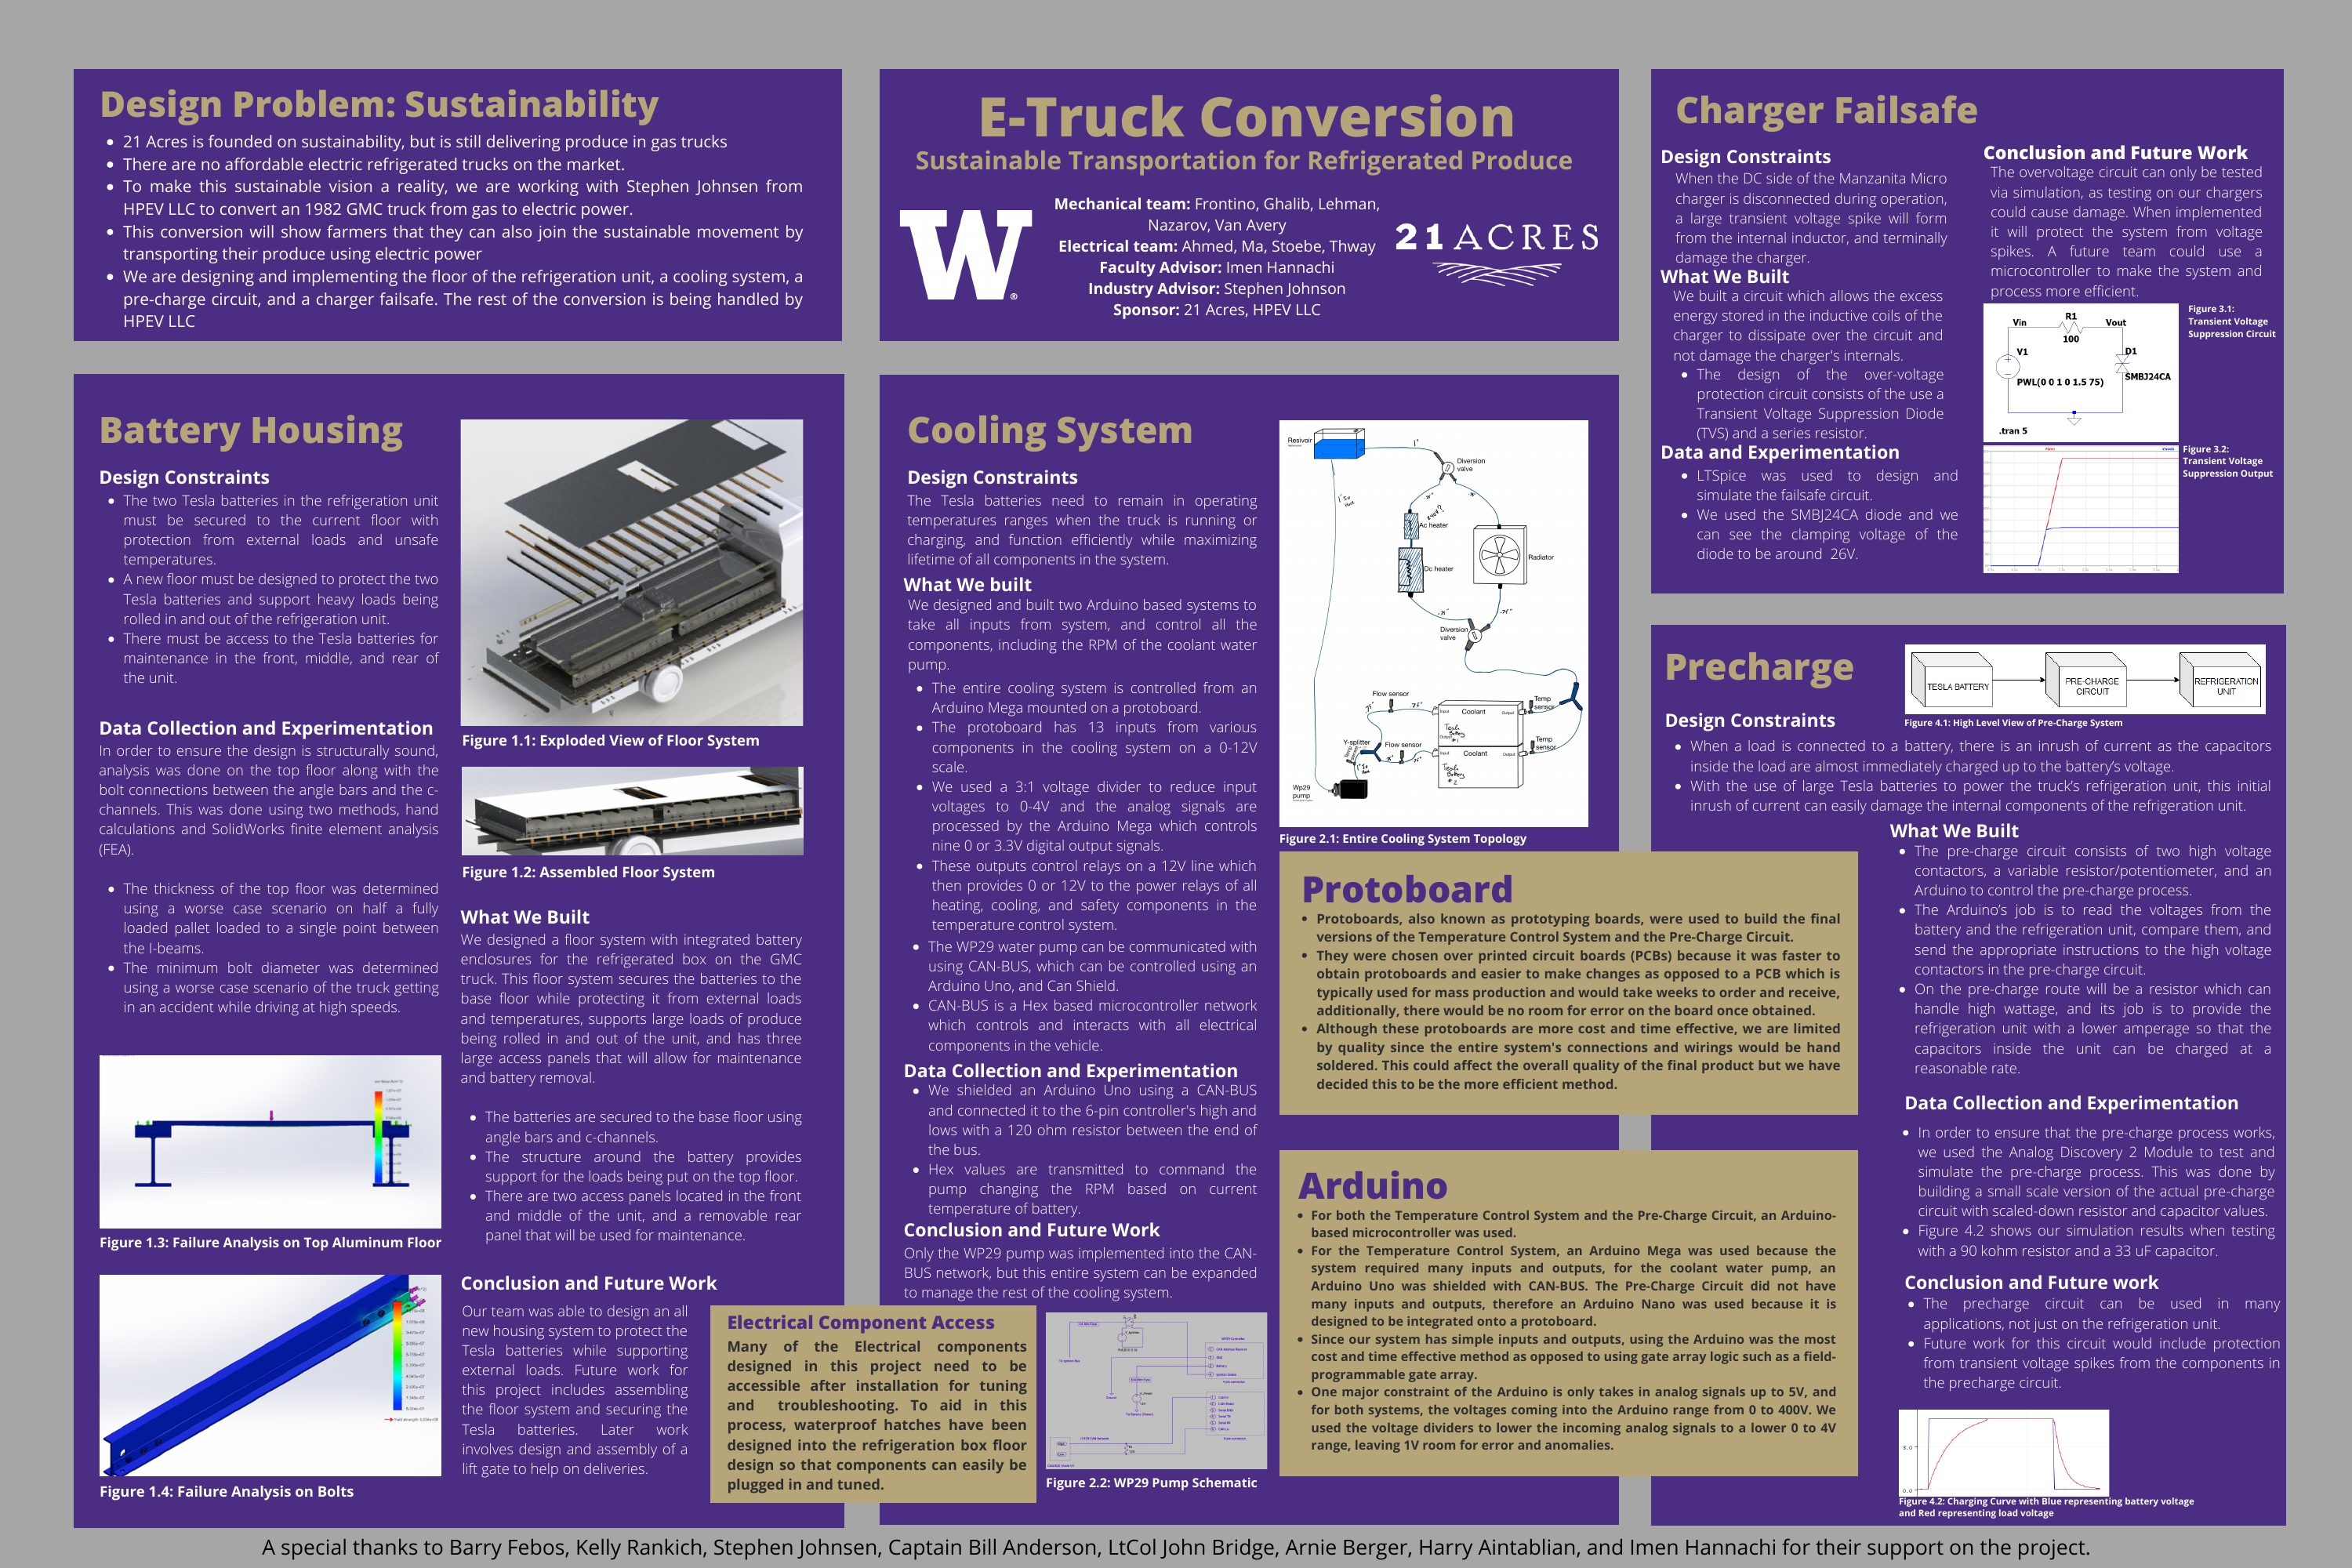 Design Problem: Sustainability
21 Acres is founded on sustainability, but is still delivering produce in gas trucks
There are no affordable electric refrigerated trucks on the market.
To make this sustainable vision a reality, we are working with Stephen Johnsen from
HPEV LLC to convert an 1982 GMC truck from gas to electric power.
This conversion will show farmers that they can also join the sustainable movement by
transporting their produce using electric power
We are designing and implementing the floor of the refrigeration unit, a cooling system, a
pre-charge circuit, and a charger failsafe. The rest of the conversion is being handled by
HPEV LLC
E-Truck Conversion
Sustainable Transportation for Refrigerated Produce
W
®
Mechanical team: Frontino, Ghalib, Lehman,
Nazarov, Van Avery
Electrical team: Ahmed, Ma, Stoebe, Thway
Faculty Advisor: Imen Hannachi
Industry Advisor: Stephen Johnson
Sponsor: 21 Acres, HPEV LLC
21 ACRES
Charger Failsafe
Design Constraints
When the DC side of the Manzanita Micro
charger is disconnected during operation,
a large transient voltage spike will form
from the internal inductor, and terminally
damage the charger.
What We Built
We built a circuit which allows the excess
energy stored in the inductive coils of the
charger to dissipate over the circuit and
not damage the charger's internals.
The design of the over-voltage
protection circuit consists of the use a
Transient Voltage Suppression Diode
(TVS) and a series resistor.
Data and Experimentation
LTSpice was used to design and
simulate the failsafe circuit.
We used the SMBJ24CA diode and we
can see the clamping voltage of the
diode to be around 26V.
Conclusion and Future Work
The overvoltage circuit can only be tested
via simulation, as testing on our chargers
could cause damage. When implemented
it will protect the system from voltage
spikes. A future team could use a
microcontroller to make the system and
process more efficient.
Vin
R1
100
Vout
V1
D1
SMBJ24CA
PWL(0 0 1 0 1.5 75)
.tran 5
Figure 3.1:
Transient Voltage
Suppression Circuit
Figure 3.2:
Transient Voltage
Suppression Output
Battery Housing
Design Constraints
The two Tesla batteries in the refrigeration unit
must be secured to the current floor with
protection from external loads and unsafe
temperatures.
A new floor must be designed to protect the two
Tesla batteries and support heavy loads being
rolled in and out of the refrigeration unit.
There must be access to the Tesla batteries for
maintenance in the front, middle, and rear of
the unit.
Data Collection and Experimentation
In order to ensure the design is structurally sound,
analysis was done on the top floor along with the
bolt connections between the angle bars and the c-
channels. This was done using two methods, hand
calculations and SolidWorks finite element analysis
(FEA).
The thickness of the top floor was determined
using a worse case scenario on half a fully
loaded pallet loaded to a single point between
the I-beams.
The minimum bolt diameter was determined
using a worse case scenario of the truck getting
in an accident while driving at high speeds.
Figure 1.3: Failure Analysis on Top Aluminum Floor
Figure 1.4: Failure Analysis on Bolts
Figure 1.1: Exploded View of Floor System
Figure 1.2: Assembled Floor System
What We Built
We designed a floor system with integrated battery
enclosures for the refrigerated box on the GMC
truck. This floor system secures the batteries to the
base floor while protecting it from external loads
and temperatures, supports large loads of produce
being rolled in and out of the unit, and has three
large access panels that will allow for maintenance
and battery removal.
The batteries are secured to the base floor using
angle bars and c-channels.
The structure around the battery provides
support for the loads being put on the top floor.
There are two access panels located in the front
and middle of the unit, and a removable rear
panel that will be used for maintenance.
Conclusion and Future Work
Our team was able to design an all
new housing system to protect the
Tesla batteries while supporting
external loads. Future work for
this project includes assembling
the floor system and securing the
Tesla batteries. Later work
involves design and assembly of a
lift gate to help on deliveries.
Electrical Component Access
Many of the Electrical components
designed in this project need to be
accessible after installation for tuning
and troubleshooting. To aid in this
process, waterproof hatches have been
designed into the refrigeration box floor
design so that components can easily be
plugged in and tuned.
Cooling System
Design Constraints
The Tesla batteries need to remain in operating
temperatures ranges when the truck is running or
charging, and function efficiently while maximizing
lifetime of all components in the system.
What We built
We designed and built two Arduino based systems to
take all inputs from system, and control all the
components, including the RPM of the coolant water
pump.
The entire cooling system is controlled from an
Arduino Mega mounted on a protoboard.
The protoboard has 13 inputs from various
components in the cooling system on a 0-12V
scale.
We used a 3:1 voltage divider to reduce input
voltages to 0-4V and the analog signals are
processed by the Arduino Mega which controls
nine 0 or 3.3V digital output signals.
These outputs control relays on a 12V line which
then provides 0 or 12V to the power relays of all
heating, cooling, and safety components in the
temperature control system.
The WP29 water pump can be communicated with
using CAN-BUS, which can be controlled using an
Arduino Uno, and Can Shield.
CAN-BUS is a Hex based microcontroller network
which controls and interacts with all electrical
components in the vehicle.
Data Collection and Experimentation
We shielded an Arduino Uno using a CAN-BUS
and connected it to the 6-pin controller's high and
lows with a 120 ohm resistor between the end of
the bus.
Hex values are transmitted to command the
pump changing the RPM based on current
temperature of battery.
Conclusion and Future Work
Only the WP29 pump was implemented into the CAN-
BUS network, but this entire system can be expanded
to manage the rest of the cooling system.
Figure 2.2: WP29 Pump Schematic
Resivoir
1"
Diversion
valve
Ac heater
Dc heater
Radiator
Diversion
valve
Flow sensor
Input
Coolant
Output
Temp
sensor
Y-splitter
Flow sensor
Input
Coolant
Output
Temp
sensor
Wp29
pump
Figure 2.1: Entire Cooling System Topology
Protoboard
Protoboards, also known as prototyping boards, were used to build the final
versions of the Temperature Control System and the Pre-Charge Circuit.
They were chosen over printed circuit boards (PCBs) because it was faster to
obtain protoboards and easier to make changes as opposed to a PCB which is
typically used for mass production and would take weeks to order and receive,
additionally, there would be no room for error on the board once obtained.
Although these protoboards are more cost and time effective, we are limited
by quality since the entire system's connections and wirings would be hand
soldered. This could affect the overall quality of the final product but we have
decided this to be the more efficient method.
Arduino
For both the Temperature Control System and the Pre-Charge Circuit, an Arduino-
based microcontroller was used.
For the Temperature Control System, an Arduino Mega was used because the
system required many inputs and outputs, for the coolant water pump, an
Arduino Uno was shielded with CAN-BUS. The Pre-Charge Circuit did not have
many inputs and outputs, therefore an Arduino Nano was used because it is
designed to be integrated onto a protoboard.
Since our system has simple inputs and outputs, using the Arduino was the most
cost and time effective method as opposed to using gate array logic such as a field-
programmable gate array.
One major constraint of the Arduino is only takes in analog signals up to 5V, and
for both systems, the voltages coming into the Arduino range from 0 to 400V. We
used the voltage dividers to lower the incoming analog signals to a lower 0 to 4V
range, leaving 1V room for error and anomalies.
Precharge
TESLA BATTERY
PRE-CHARGE
CIRCUIT
REFRIGERATION
UNIT
Figure 4.1: High Level View of Pre-Charge System
Design Constraints
When a load is connected to a battery, there is an inrush of current as the capacitors
inside the load are almost immediately charged up to the battery's voltage.
With the use of large Tesla batteries to power the truck's refrigeration unit, this initial
inrush of current can easily damage the internal components of the refrigeration unit.
What We Built
The pre-charge circuit consists of two high voltage
contactors, a variable resistor/potentiometer, and an
Arduino to control the pre-charge process.
The Arduino's job is to read the voltages from the
battery and the refrigeration unit, compare them, and
send the appropriate instructions to the high voltage
contactors in the pre-charge circuit.
On the pre-charge route will be a resistor which can
handle high wattage, and its job is to provide the
refrigeration unit with a lower amperage so that the
capacitors inside the unit can be charged at a
reasonable rate.
Data Collection and Experimentation
In order to ensure that the pre-charge process works,
we used the Analog Discovery 2 Module to test and
simulate the pre-charge process. This was done by
building a small scale version of the actual pre-charge
circuit with scaled-down resistor and capacitor values.
Figure 4.2 shows our simulation results when testing
with a 90 kohm resistor and a 33 uF capacitor.
Conclusion and Future work
The precharge circuit can be used in many
applications, not just on the refrigeration unit.
Future work for this circuit would include protection
from transient voltage spikes from the components in
the precharge circuit.
Figure 4.2: Charging Curve with Blue representing battery voltage
and Red representing load voltage
A special thanks to Barry Febos, Kelly Rankich, Stephen Johnsen, Captain Bill Anderson, LtCol John Bridge, Arnie Berger, Harry Aintablian, and Imen Hannachi for their support on the project.